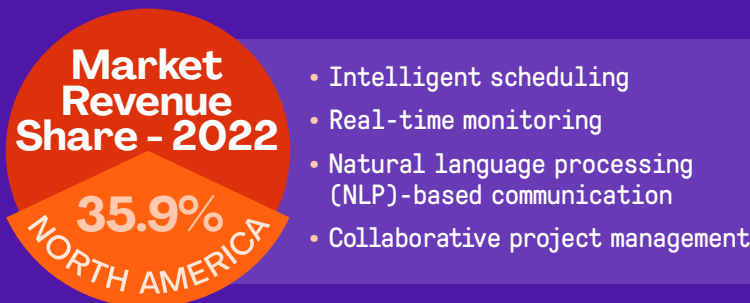 Market
Revenue
Share - 2022
35.9%
NORTH AMERICA
• Intelligent scheduling
• Real-time monitoring
• Natural language processing
(NLP)-based communication
• Collaborative project management